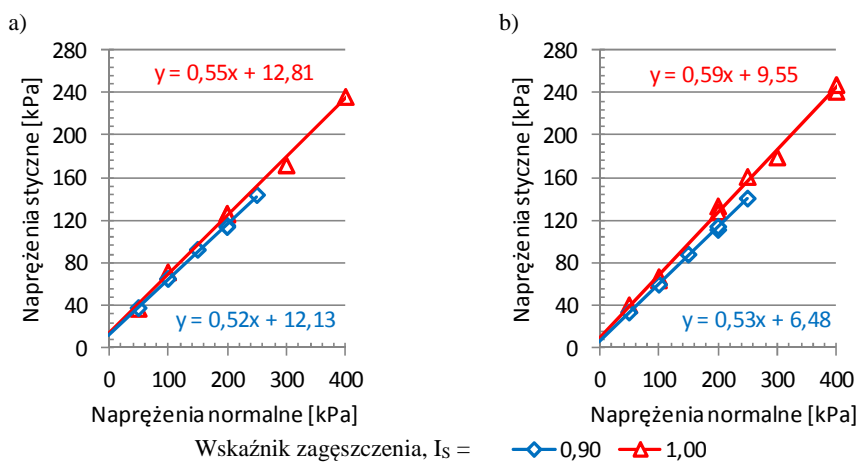 a)
Naprężenia styczne [kPa]
280
240
200
160
120
80
40
0
y = 0,55x + 12,81
y = 0,52x + 12,13
0 100 200 300 400
Naprężenia normalne [kPa]
b)
Naprężenia styczne [kPa]
280
240
200
160
120
80
40
0
y = 0,59x + 9,55
y = 0,53x + 6,48
0 100 200 300 400
Naprężenia normalne [kPa]
Wskaźnik zagęszczenia, IS = 0,90 1,00